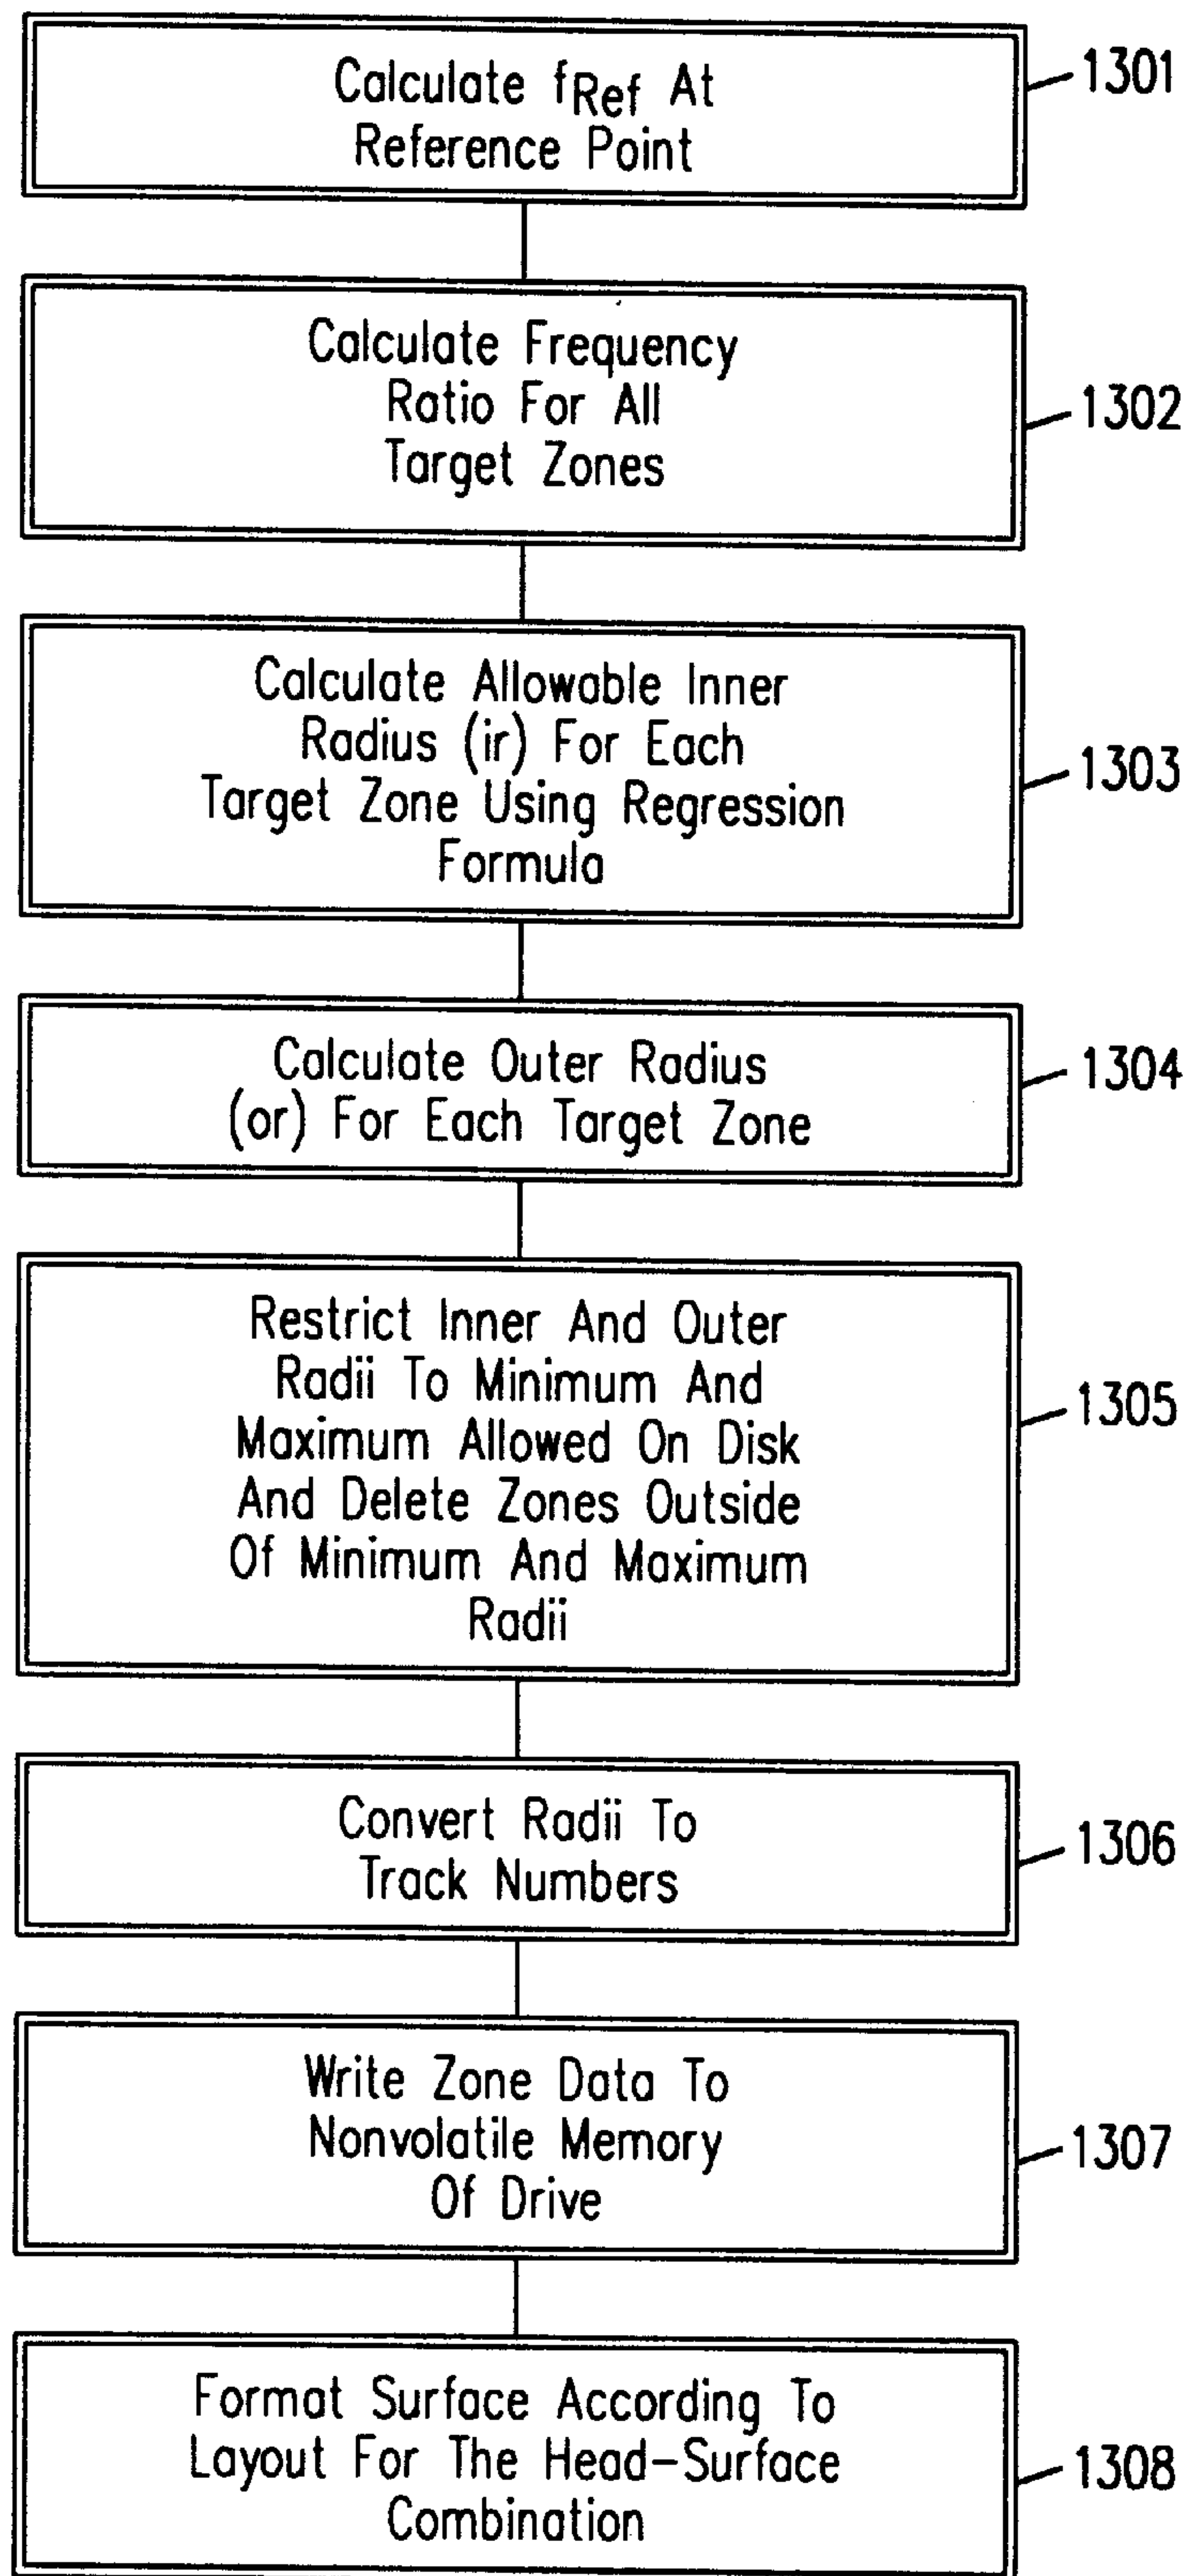 Calculate fRef At
Reference Point
1301
Calculate Frequency
Ratio For All
Target Zones
1302
Calculate Allowable Inner
Radius (ir) For Each
Target Zone Using Regression
Formula
1303
Calculate Outer Radius
(or) For Each Target Zone
1304
Restrict Inner And Outer
Radii To Minimum And
Maximum Allowed On Disk
And Delete Zones Outside
Of Minimum And Maximum
Radii
1305
Convert Radii To
Track Numbers
1306
Write Zone Data To
Nonvolatile Memory
Of Drive
1307
Format Surface According To
Layout For The Head-Surface
Combination
1308